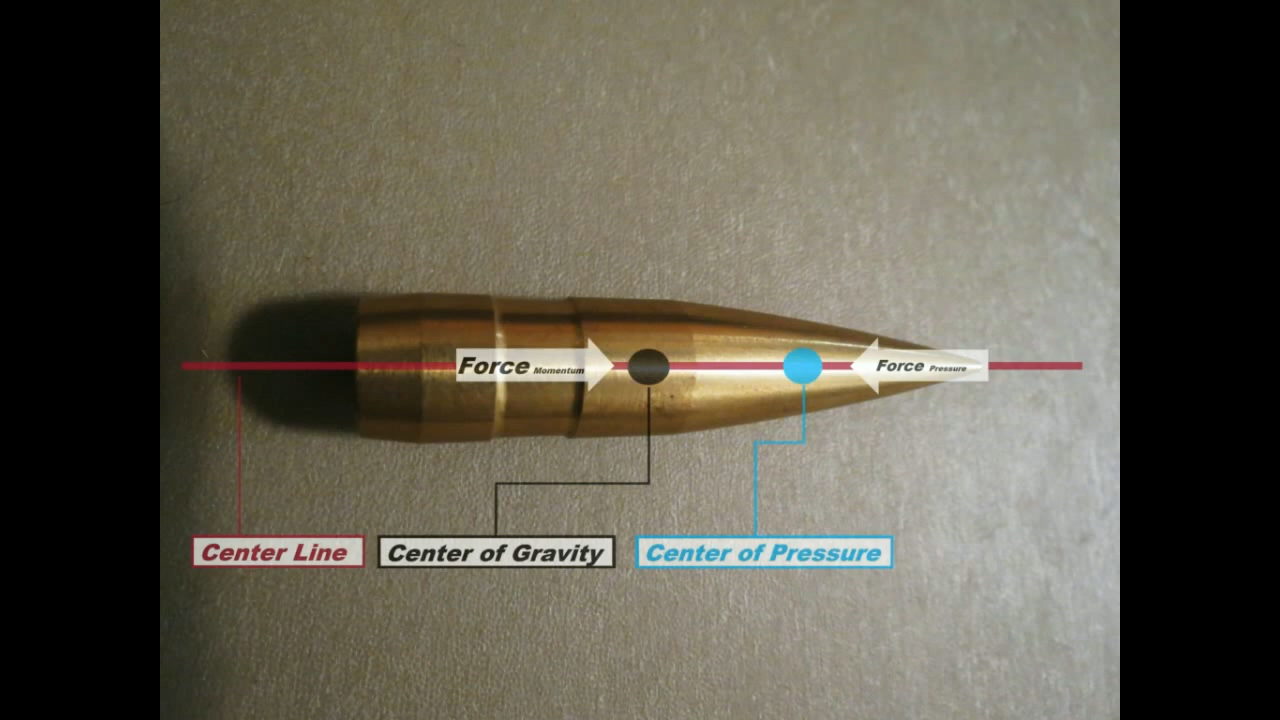 Force Momentum
Force Pressure
Center Line
Center of Gravity
Center of Pressure